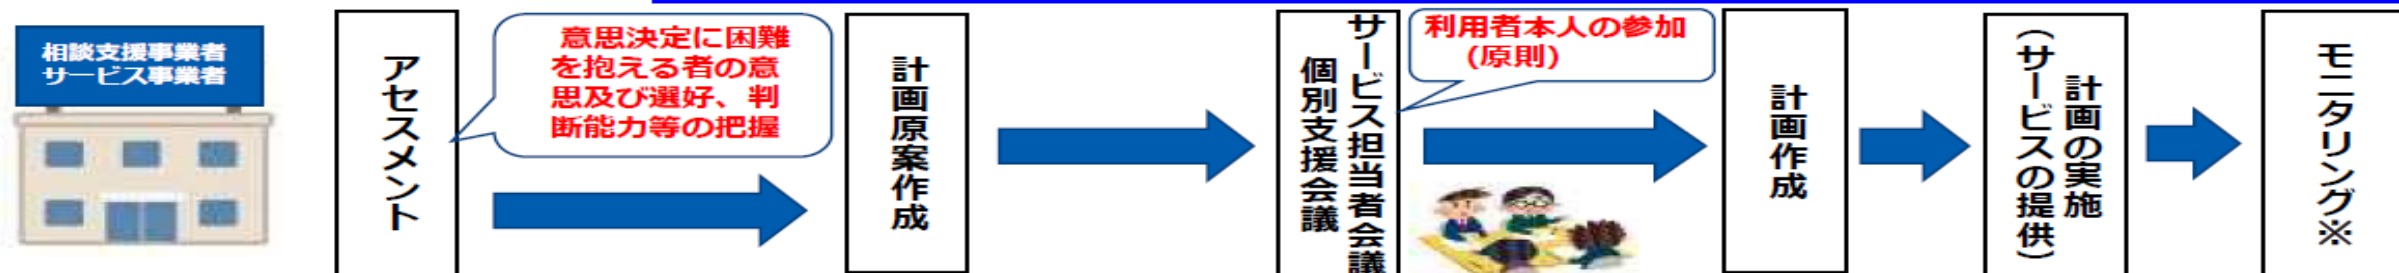 相談支援事業者
サービス事業者
アセスメント
意思決定に困難
を抱える者の意
思及び選好、判
断能力等の把握
計画原案作成
サービス担当者会議
個別支援会議
利用者本人の参加
(原則)
計画作成
計画の実施
(サービスの提供)
モニタリング※